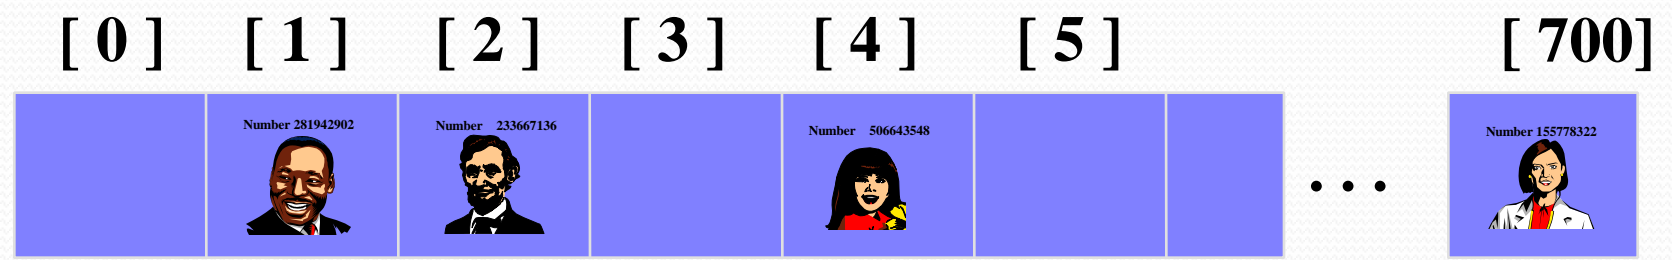 [ 0 ] [ 1 ] [ 2 ] [ 3 ] [ 4 ] [ 5 ] [ 700]
Number 281942902
Number 233667136
Number 506643548
Number 155778322
. . .